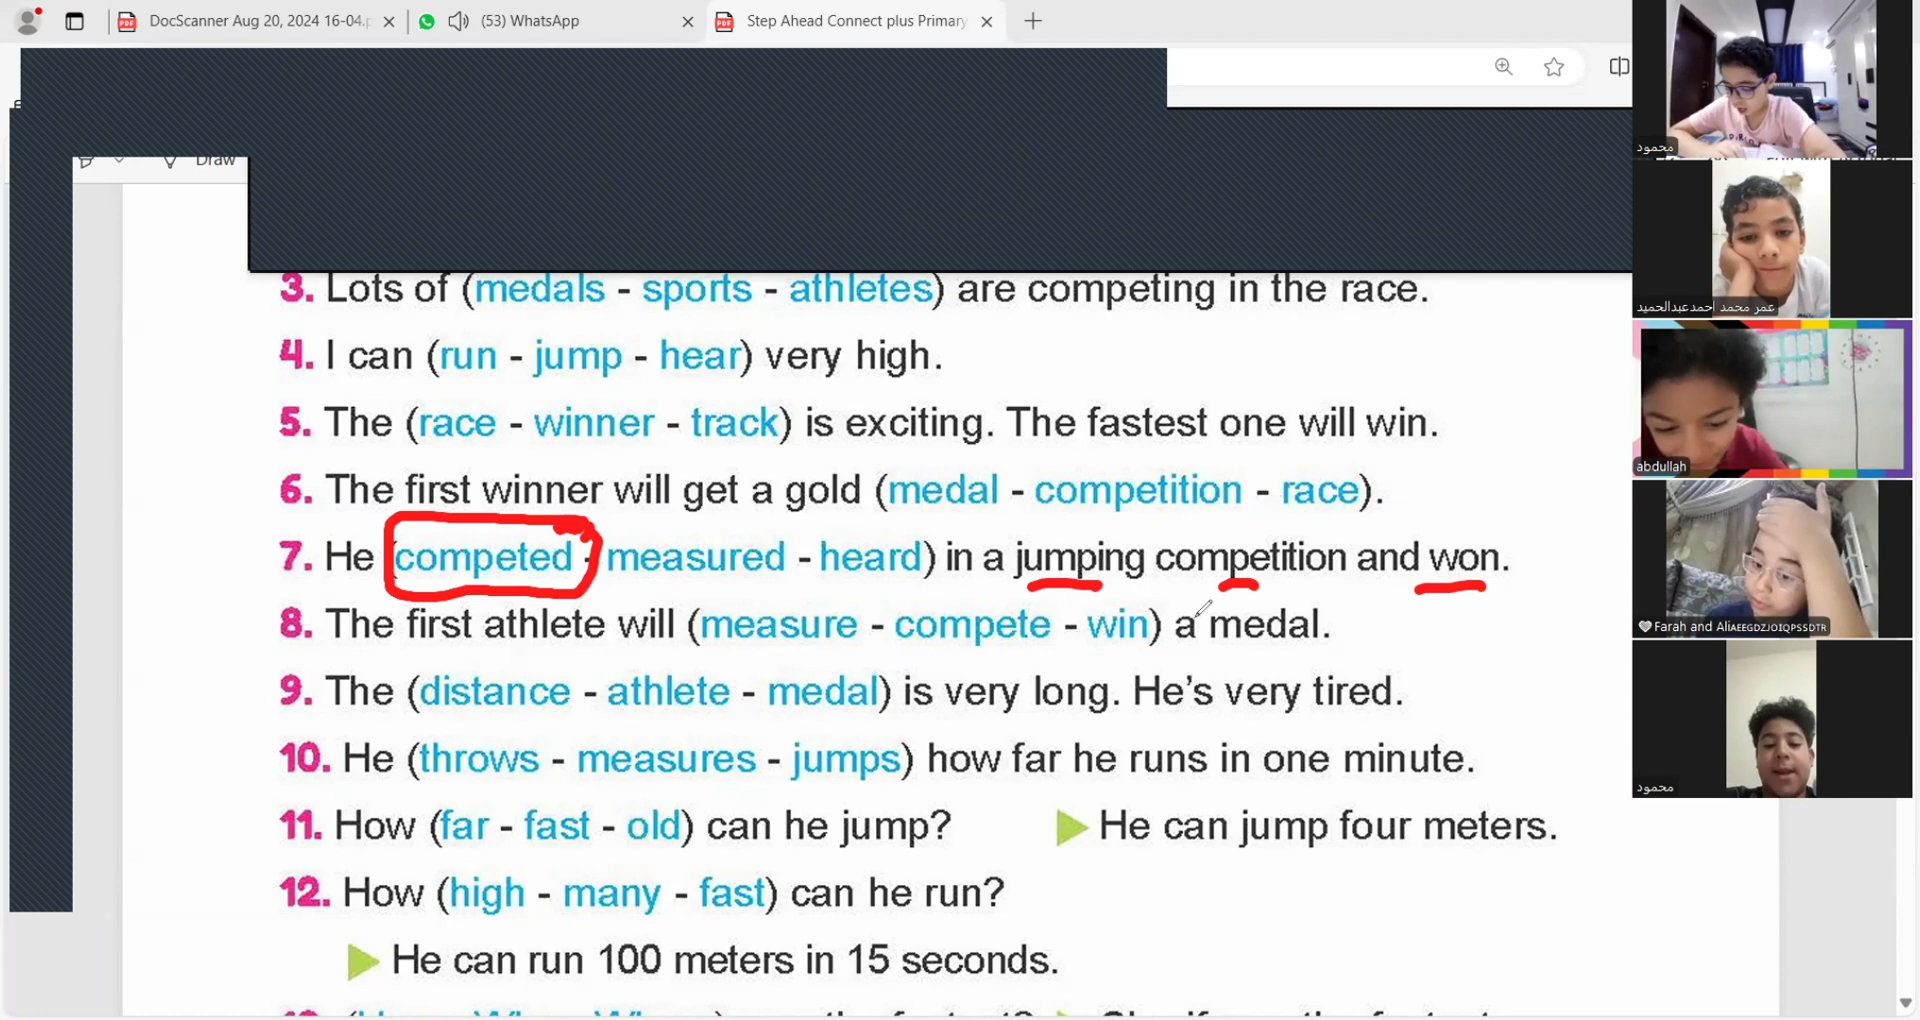 DocScanner Aug 20, 2024 16-04.p
(53) WhatsApp
Step Ahead Connect plus Primary
Draw
3. Lots of (medals - sports - athletes) are competing in the race.
4. I can (run - jump - hear) very high.
5. The (race - winner - track) is exciting. The fastest one will win.
6. The first winner will get a gold (medal - competition - race).
7. He (competed - measured - heard) in a jumping competition and won.
8. The first athlete will (measure - compete - win) a medal.
9. The (distance - athlete - medal) is very long. He's very tired.
10. He (throws - measures - jumps) how far he runs in one minute.
11. How (far - fast - old) can he jump? ▶ He can jump four meters.
12. How (high - many - fast) can he run?
▶ He can run 100 meters in 15 seconds.
محمود
عمر محمد احمدعبدالحميد
abdullah
🤍Farah and AliᴀᴇᴇɢᴅᴢᴊᴏɪQᴘssᴅᴛʀ
محمود